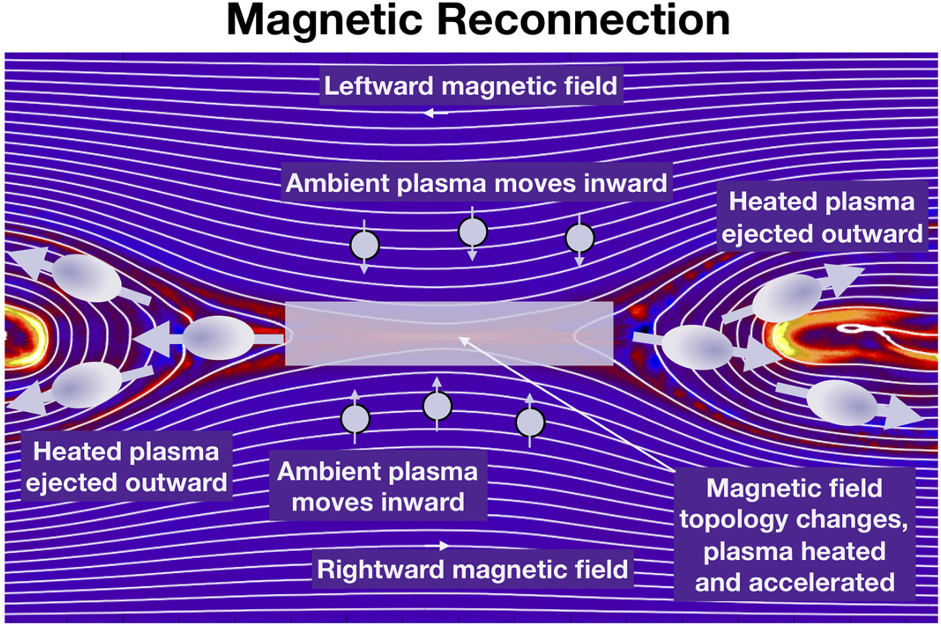 Magnetic Reconnection
Leftward magnetic field
Ambient plasma moves inward
Heated plasma
ejected outward
Heated plasma
ejected outward
Ambient plasma
moves inward
Magnetic field
topology changes,
plasma heated
and accelerated
Rightward magnetic field